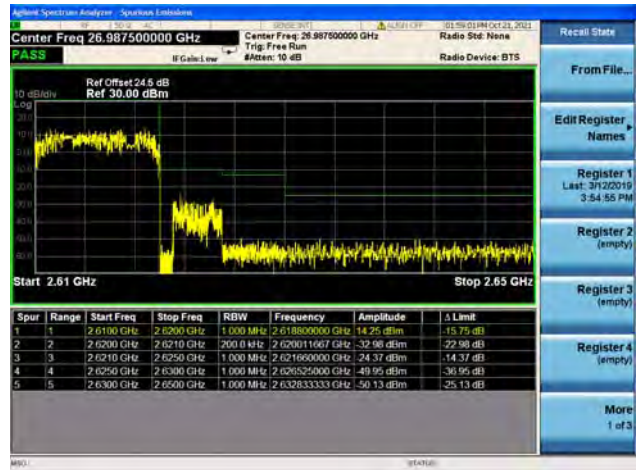 Agilent Spectrum Analyzer - Spurious Emissions
RF 50 Ω AC SENSE:INT ALIGN OFF 01:59:01 PM Oct 21, 2021
Center Freq 26.987500000 GHz
Center Freq: 26.987500000 GHz
Radio Std: None
Trig: Free Run
PASS
IFGain:Low
#Atten: 10 dB
Radio Device: BTS
Ref Offset 24.5 dB
10 dB/div Ref 30.00 dBm
Log
Start 2.61 GHz Stop 2.65 GHz
Spur Range Start Freq Stop Freq RBW Frequency Amplitude Δ Limit
1 1 2.6100 GHz 2.6200 GHz 1.000 MHz 2.618800000 GHz 14.25 dBm -15.75 dB
2 2 2.6200 GHz 2.6210 GHz 200.0 kHz 2.620011667 GHz -32.98 dBm -22.98 dB
3 3 2.6210 GHz 2.6250 GHz 1.000 MHz 2.621660000 GHz -24.37 dBm -14.37 dB
4 4 2.6250 GHz 2.6300 GHz 1.000 MHz 2.626525000 GHz -49.95 dBm -36.95 dB
5 5 2.6300 GHz 2.6500 GHz 1.000 MHz 2.632833333 GHz -50.13 dBm -25.13 dB
MSG STATUS
Recall State
From File...
Edit Register
Names
Register 1
Last: 3/12/2019
3:54:55 PM
Register 2
(empty)
Register 3
(empty)
Register 4
(empty)
More
1 of 3